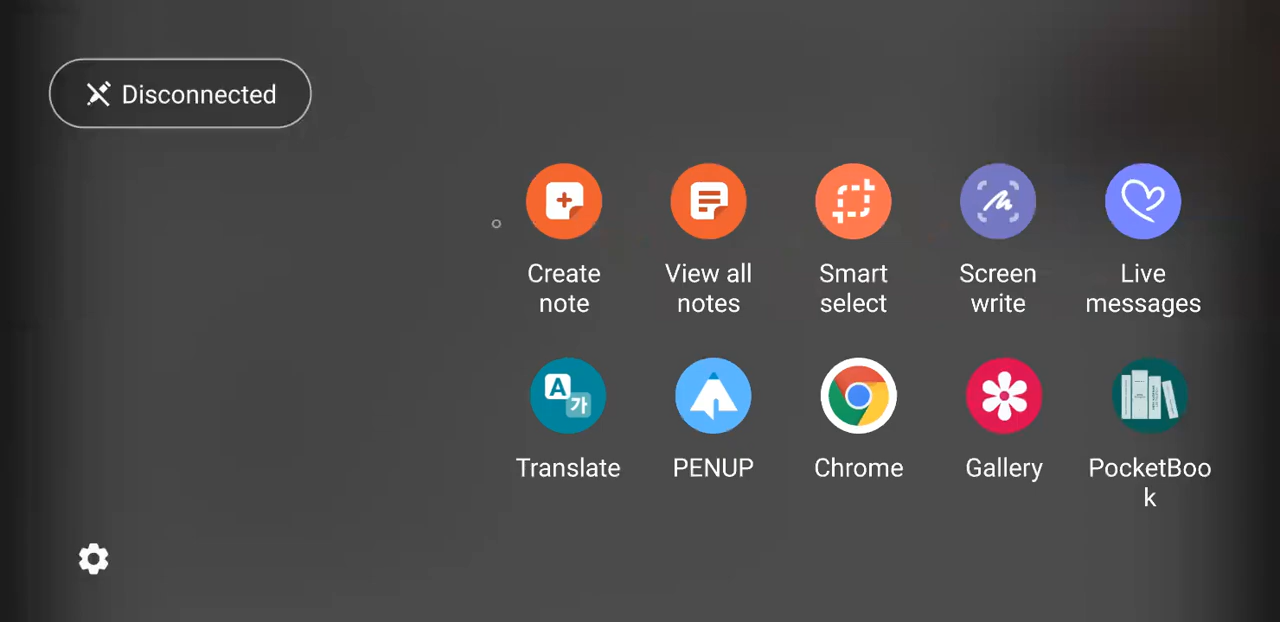 Disconnected
Create
note
View all
notes
Smart
select
Screen
write
Live
messages
A
가
Translate
PENUP
Chrome
Gallery
PocketBoo
k